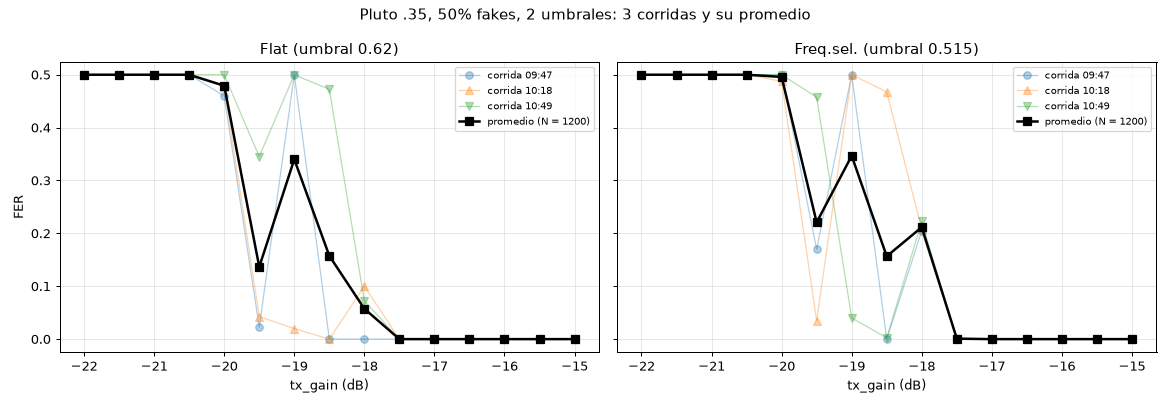 Pluto .35, 50% fakes, 2 umbrales: 3 corridas y su promedio
Flat (umbral 0.62)
0.5
0.4
0.3
0.2
0.1
0.0
FER
−22
−21
−20
−19
−18
−17
−16
−15
tx_gain (dB)
corrida 09:47
corrida 10:18
corrida 10:49
promedio (N = 1200)
Freq.sel. (umbral 0.515)
−22
−21
−20
−19
−18
−17
−16
−15
tx_gain (dB)
corrida 09:47
corrida 10:18
corrida 10:49
promedio (N = 1200)